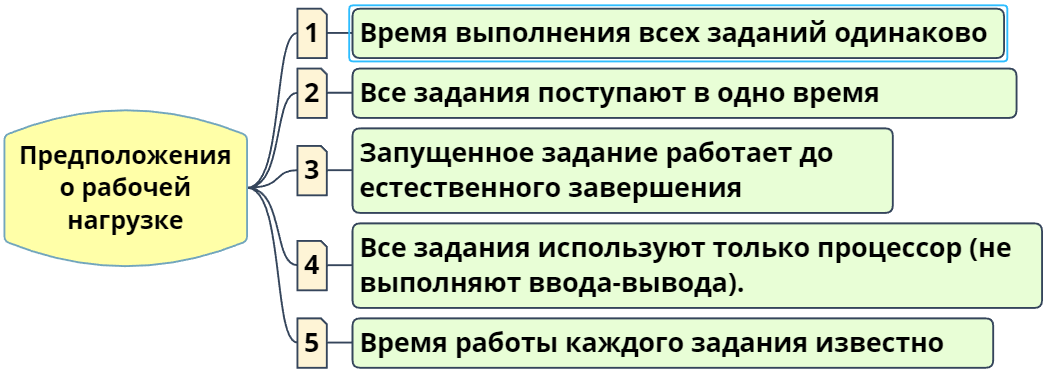 Предположения
о рабочей
нагрузке
1
Время выполнения всех заданий одинаково
2
Все задания поступают в одно время
3
Запущенное задание работает до
естественного завершения
4
Все задания используют только процессор (не
выполняют ввода-вывода).
5
Время работы каждого задания известно